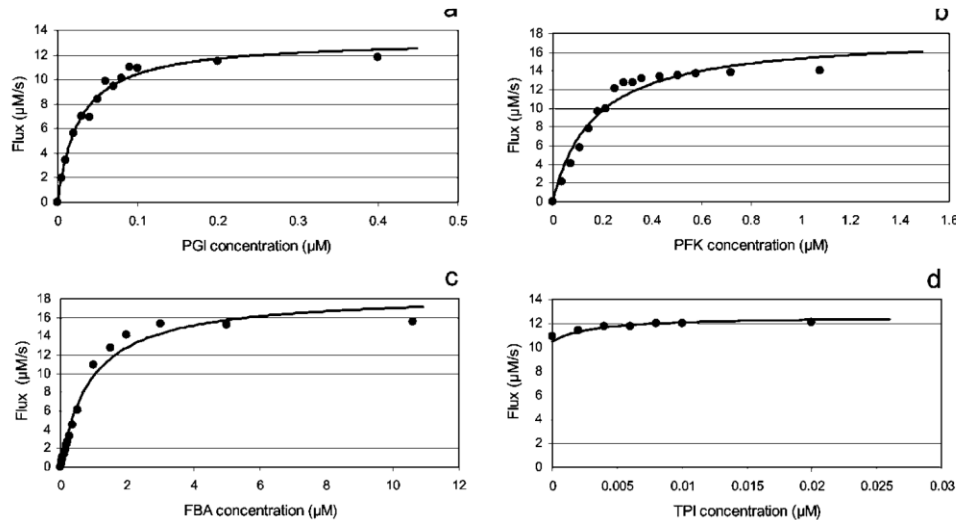 a
14
12
10
8
6
4
2
0
Flux (µM/s)
0 0.1 0.2 0.3 0.4 0.5
PGI concentration (µM)
b
18
16
14
12
10
8
6
4
2
0
Flux (µM/s)
0 0.2 0.4 0.6 0.8 1 1.2 1.4 1.6
PFK concentration (µM)
c
18
16
14
12
10
8
6
4
2
0
Flux (µM/s)
0 2 4 6 8 10 12
FBA concentration (µM)
d
14
12
10
8
6
4
2
0
Flux (µM/s)
0 0.005 0.01 0.015 0.02 0.025 0.03
TPI concentration (µM)